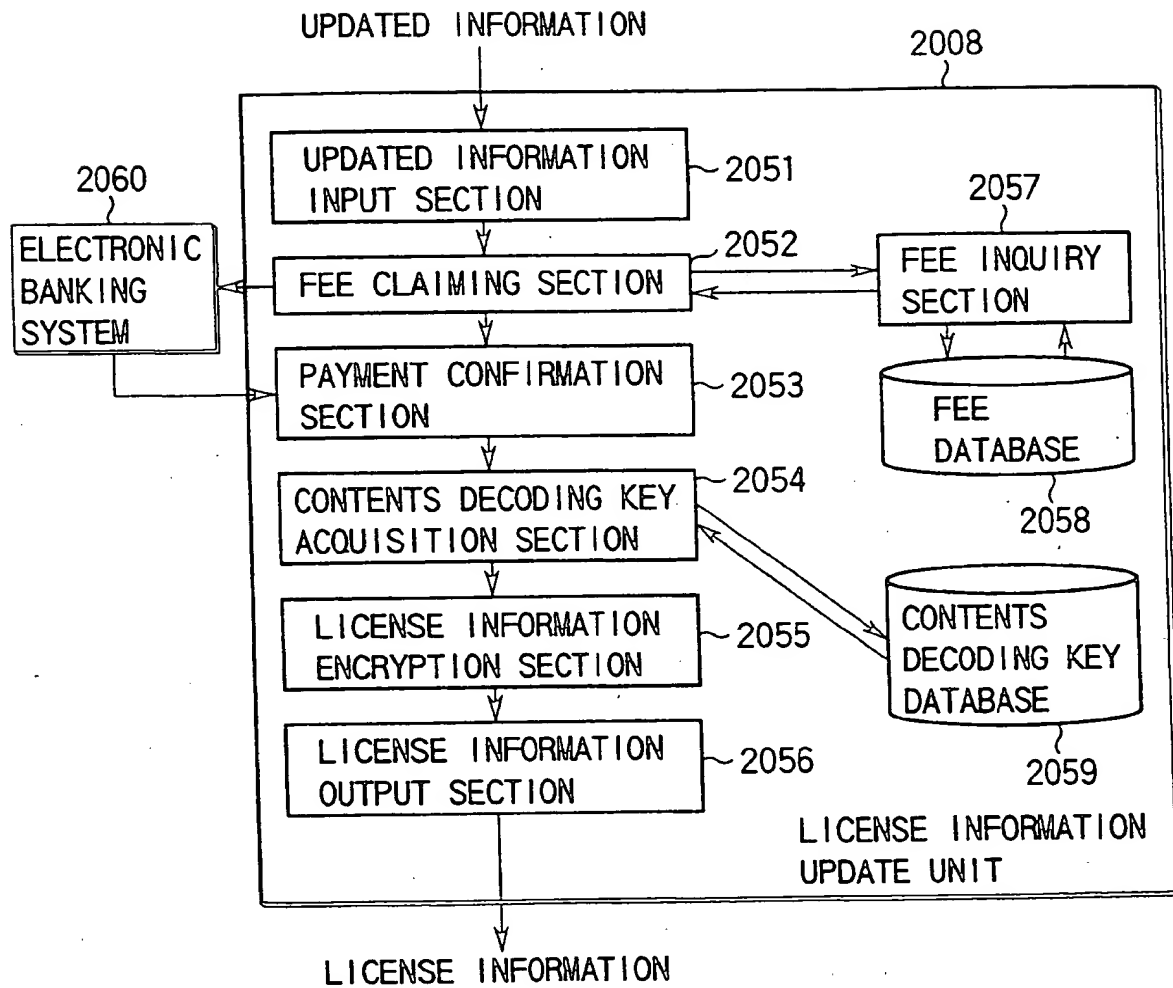 UPDATED INFORMATION
2008
UPDATED INFORMATION
INPUT SECTION
2051
2060
ELECTRONIC
BANKING
SYSTEM
2052
FEE CLAIMING SECTION
2057
FEE INQUIRY
SECTION
PAYMENT CONFIRMATION
SECTION
2053
FEE
DATABASE
2058
2054
CONTENTS DECODING KEY
ACQUISITION SECTION
LICENSE INFORMATION
ENCRYPTION SECTION
2055
CONTENTS
DECODING KEY
DATABASE
2059
LICENSE INFORMATION
OUTPUT SECTION
2056
LICENSE INFORMATION
UPDATE UNIT
LICENSE INFORMATION